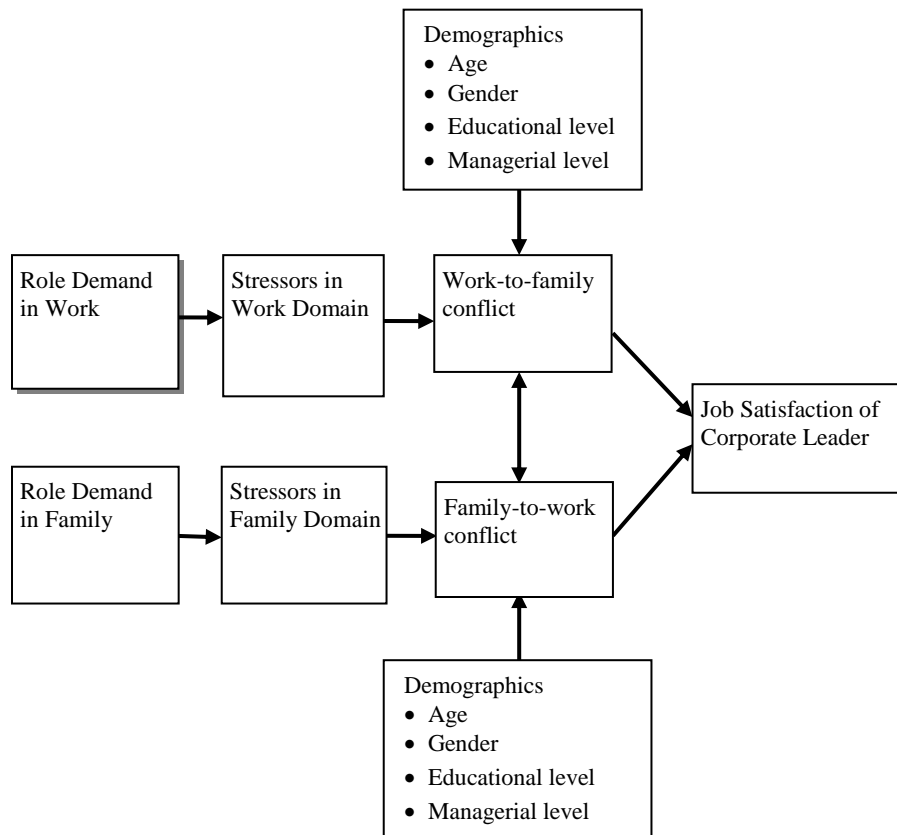 Demographics
• Age
• Gender
• Educational level
• Managerial level
Role Demand
in Work
Stressors in
Work Domain
Work-to-family
conflict
Job Satisfaction of
Corporate Leader
Role Demand
in Family
Stressors in
Family Domain
Family-to-work
conflict
Demographics
• Age
• Gender
• Educational level
• Managerial level